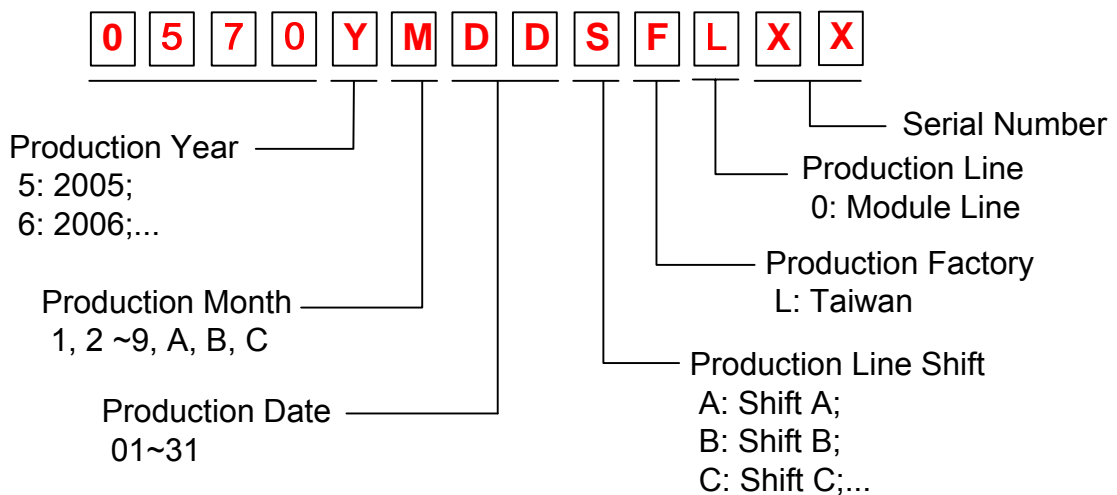 0 5 7 0 Y M D D S F L X X
Serial Number
Production Year
5: 2005;
6: 2006;...
Production Line
0: Module Line
Production Factory
L: Taiwan
Production Month
1, 2 ~9, A, B, C
Production Line Shift
A: Shift A;
B: Shift B;
C: Shift C;...
Production Date
01~31